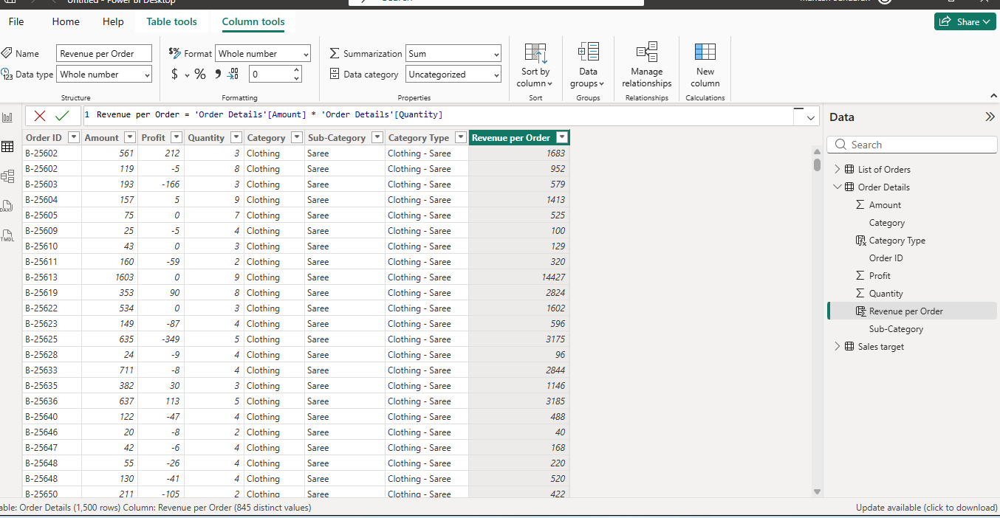 Untitled - Power BI Desktop
Search
File Home Help Table tools Column tools Share
Name Revenue per Order
Data type Whole number
Structure
Format Whole number
$ % 0
Formatting
Summarization Sum
Data category Uncategorized
Properties
Sort by column
Sort
Data groups
Groups
Manage relationships
Relationships
New column
Calculations
1 Revenue per Order = 'Order Details'[Amount] * 'Order Details'[Quantity]
Order ID Amount Profit Quantity Category Sub-Category Category Type Revenue per Order
B-25602 561 212 3 Clothing Saree Clothing - Saree 1683
B-25602 119 -5 8 Clothing Saree Clothing - Saree 952
B-25603 193 -166 3 Clothing Saree Clothing - Saree 579
B-25604 157 5 9 Clothing Saree Clothing - Saree 1413
B-25605 75 0 7 Clothing Saree Clothing - Saree 525
B-25609 25 -5 4 Clothing Saree Clothing - Saree 100
B-25610 43 0 3 Clothing Saree Clothing - Saree 129
B-25611 160 -59 2 Clothing Saree Clothing - Saree 320
B-25613 1603 0 9 Clothing Saree Clothing - Saree 14427
B-25619 353 90 8 Clothing Saree Clothing - Saree 2824
B-25622 534 0 3 Clothing Saree Clothing - Saree 1602
B-25623 149 -87 4 Clothing Saree Clothing - Saree 596
B-25625 635 -349 5 Clothing Saree Clothing - Saree 3175
B-25628 24 -9 4 Clothing Saree Clothing - Saree 96
B-25633 711 -8 4 Clothing Saree Clothing - Saree 2844
B-25635 382 30 3 Clothing Saree Clothing - Saree 1146
B-25636 637 113 5 Clothing Saree Clothing - Saree 3185
B-25640 122 -47 4 Clothing Saree Clothing - Saree 488
B-25646 20 -8 2 Clothing Saree Clothing - Saree 40
B-25647 42 -6 4 Clothing Saree Clothing - Saree 168
B-25648 55 -26 4 Clothing Saree Clothing - Saree 220
B-25648 130 -41 4 Clothing Saree Clothing - Saree 520
B-25650 211 -105 2 Clothing Saree Clothing - Saree 422
Data
Search
List of Orders
Order Details
Amount
Category
Category Type
Order ID
Profit
Quantity
Revenue per Order
Sub-Category
Sales target
DAX
TMDL
able: Order Details (1,500 rows) Column: Revenue per Order (845 distinct values)
Update available (click to download)